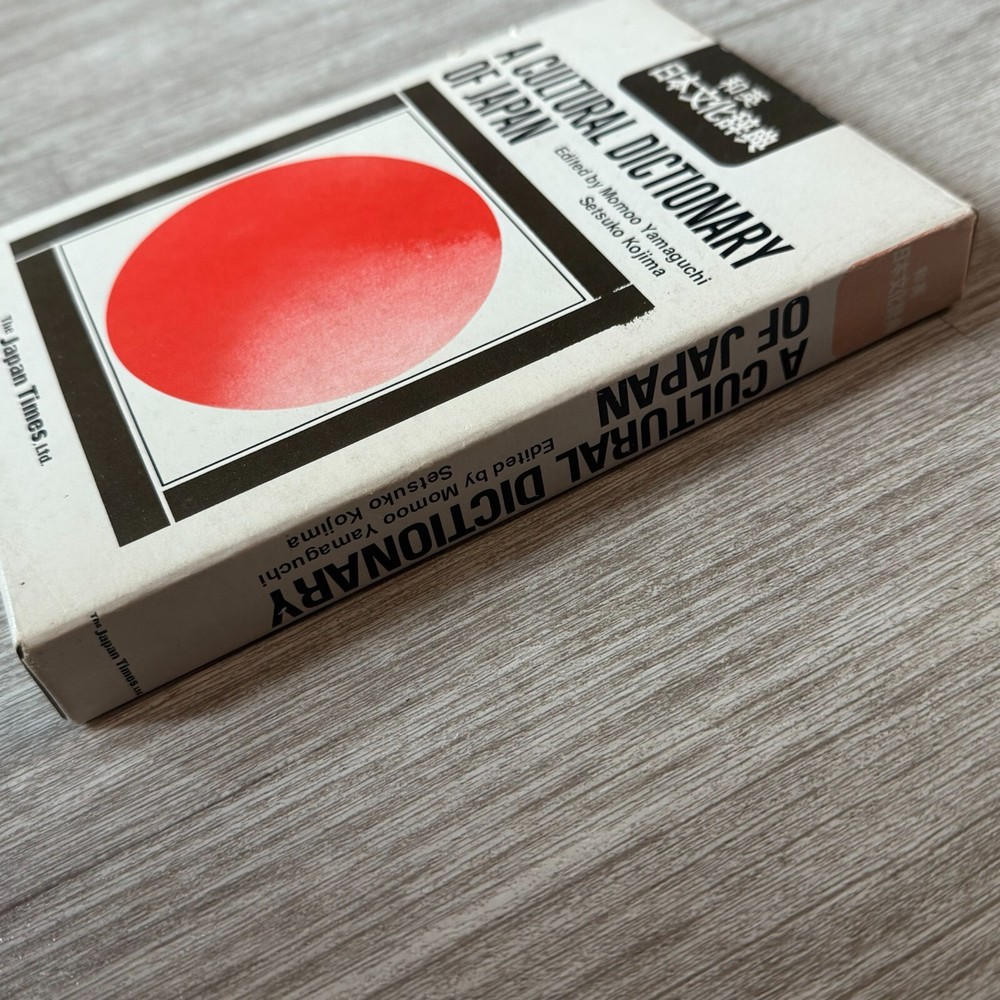 和英
日本文化辞典
A CULTURAL DICTIONARY
OF JAPAN
Edited by Momoo Yamaguchi
Setsuko Kojima
The Japan Times, Ltd.
A CULTURAL DICTIONARY
OF JAPAN
Edited by Momoo Yamaguchi
Setsuko Kojima
The Japan Times, Ltd.